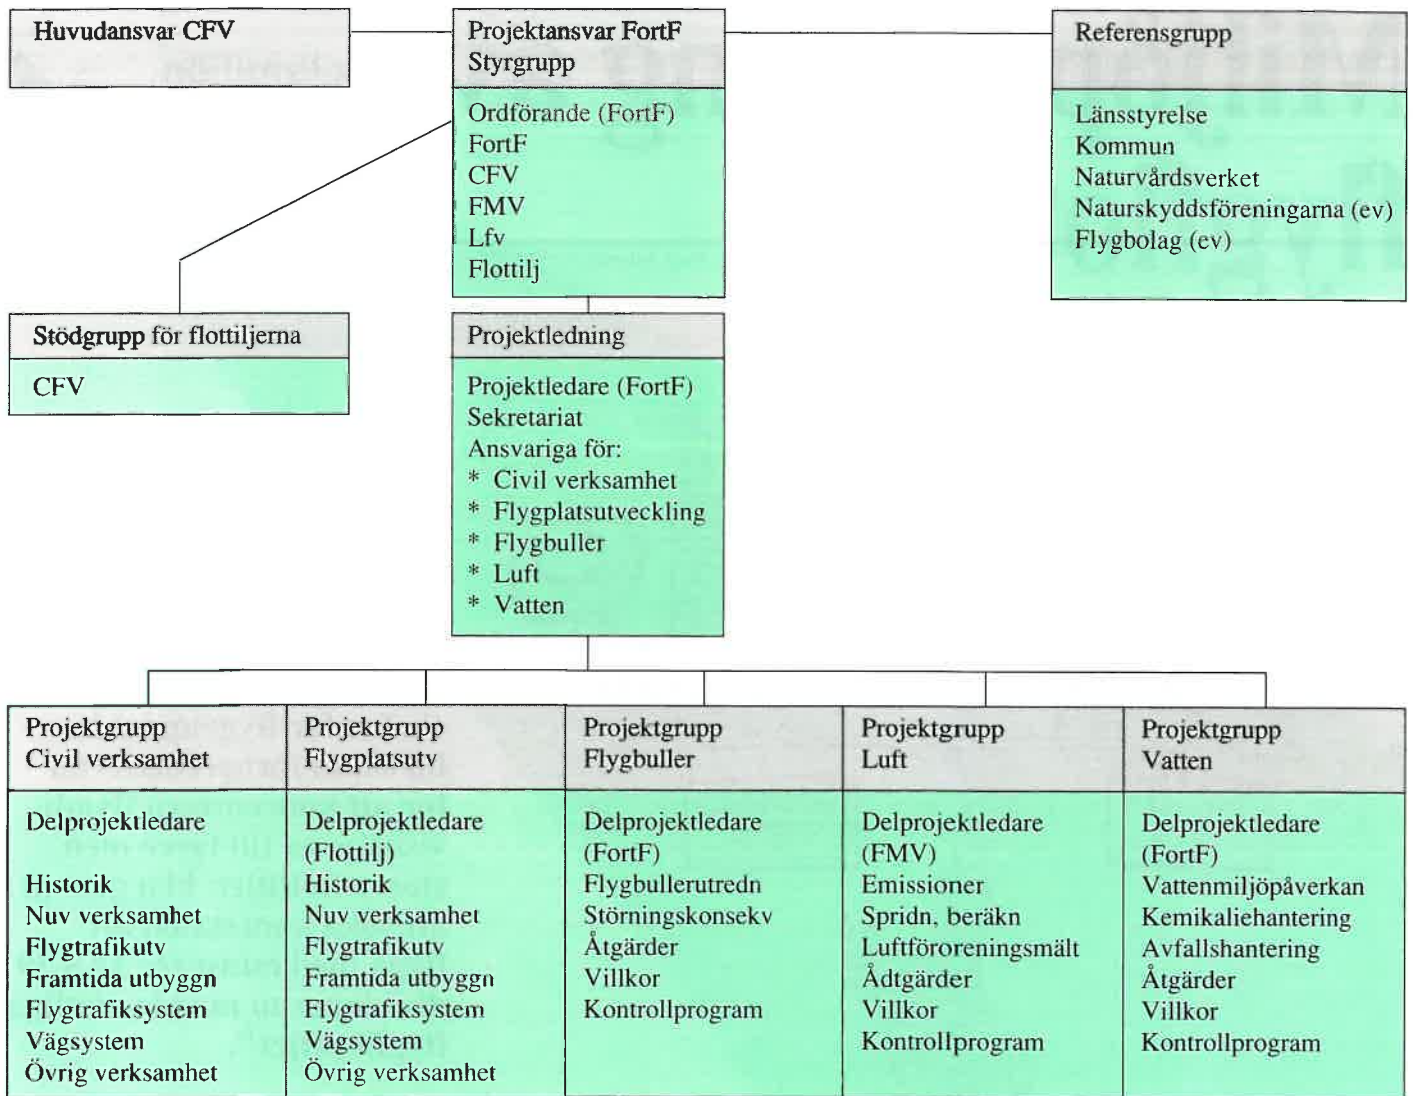 Huvudansvar CFV
Projektansvar FortF
Styrgrupp
Ordförande (FortF)
FortF
CFV
FMV
Lfv
Flottilj
Referensgrupp
Länsstyrelse
Kommun
Naturvårdsverket
Naturskyddsföreningarna (ev)
Flygbolag (ev)
Stödgrupp för flottiljerna
CFV
Projektledning
Projektledare (FortF)
Sekretariat
Ansvariga för:
* Civil verksamhet
* Flygplatsutveckling
* Flygbuller
* Luft
* Vatten
Projektgrupp
Civil verksamhet
Delprojektledare
Historik
Nuv verksamhet
Flygtrafikutv
Framtida utbyggn
Flygtrafiksystem
Vägsystem
Övrig verksamhet
Projektgrupp
Flygplatsutv
Delprojektledare
(Flottilj)
Historik
Nuv verksamhet
Flygtrafikutv
Framtida utbyggn
Flygtrafiksystem
Vägsystem
Övrig verksamhet
Projektgrupp
Flygbuller
Delprojektledare
(FortF)
Flygbullerutredn
Störningskonsekv
Åtgärder
Villkor
Kontrollprogram
Projektgrupp
Luft
Delprojektledare
(FMV)
Emissioner
Spridn, beräkn
Luftföroreningsmält
Ådtgärder
Villkor
Kontrollprogram
Projektgrupp
Vatten
Delprojektledare
(FortF)
Vattenmiljöpåverkan
Kemikaliehantering
Avfallshantering
Åtgärder
Villkor
Kontrollprogram